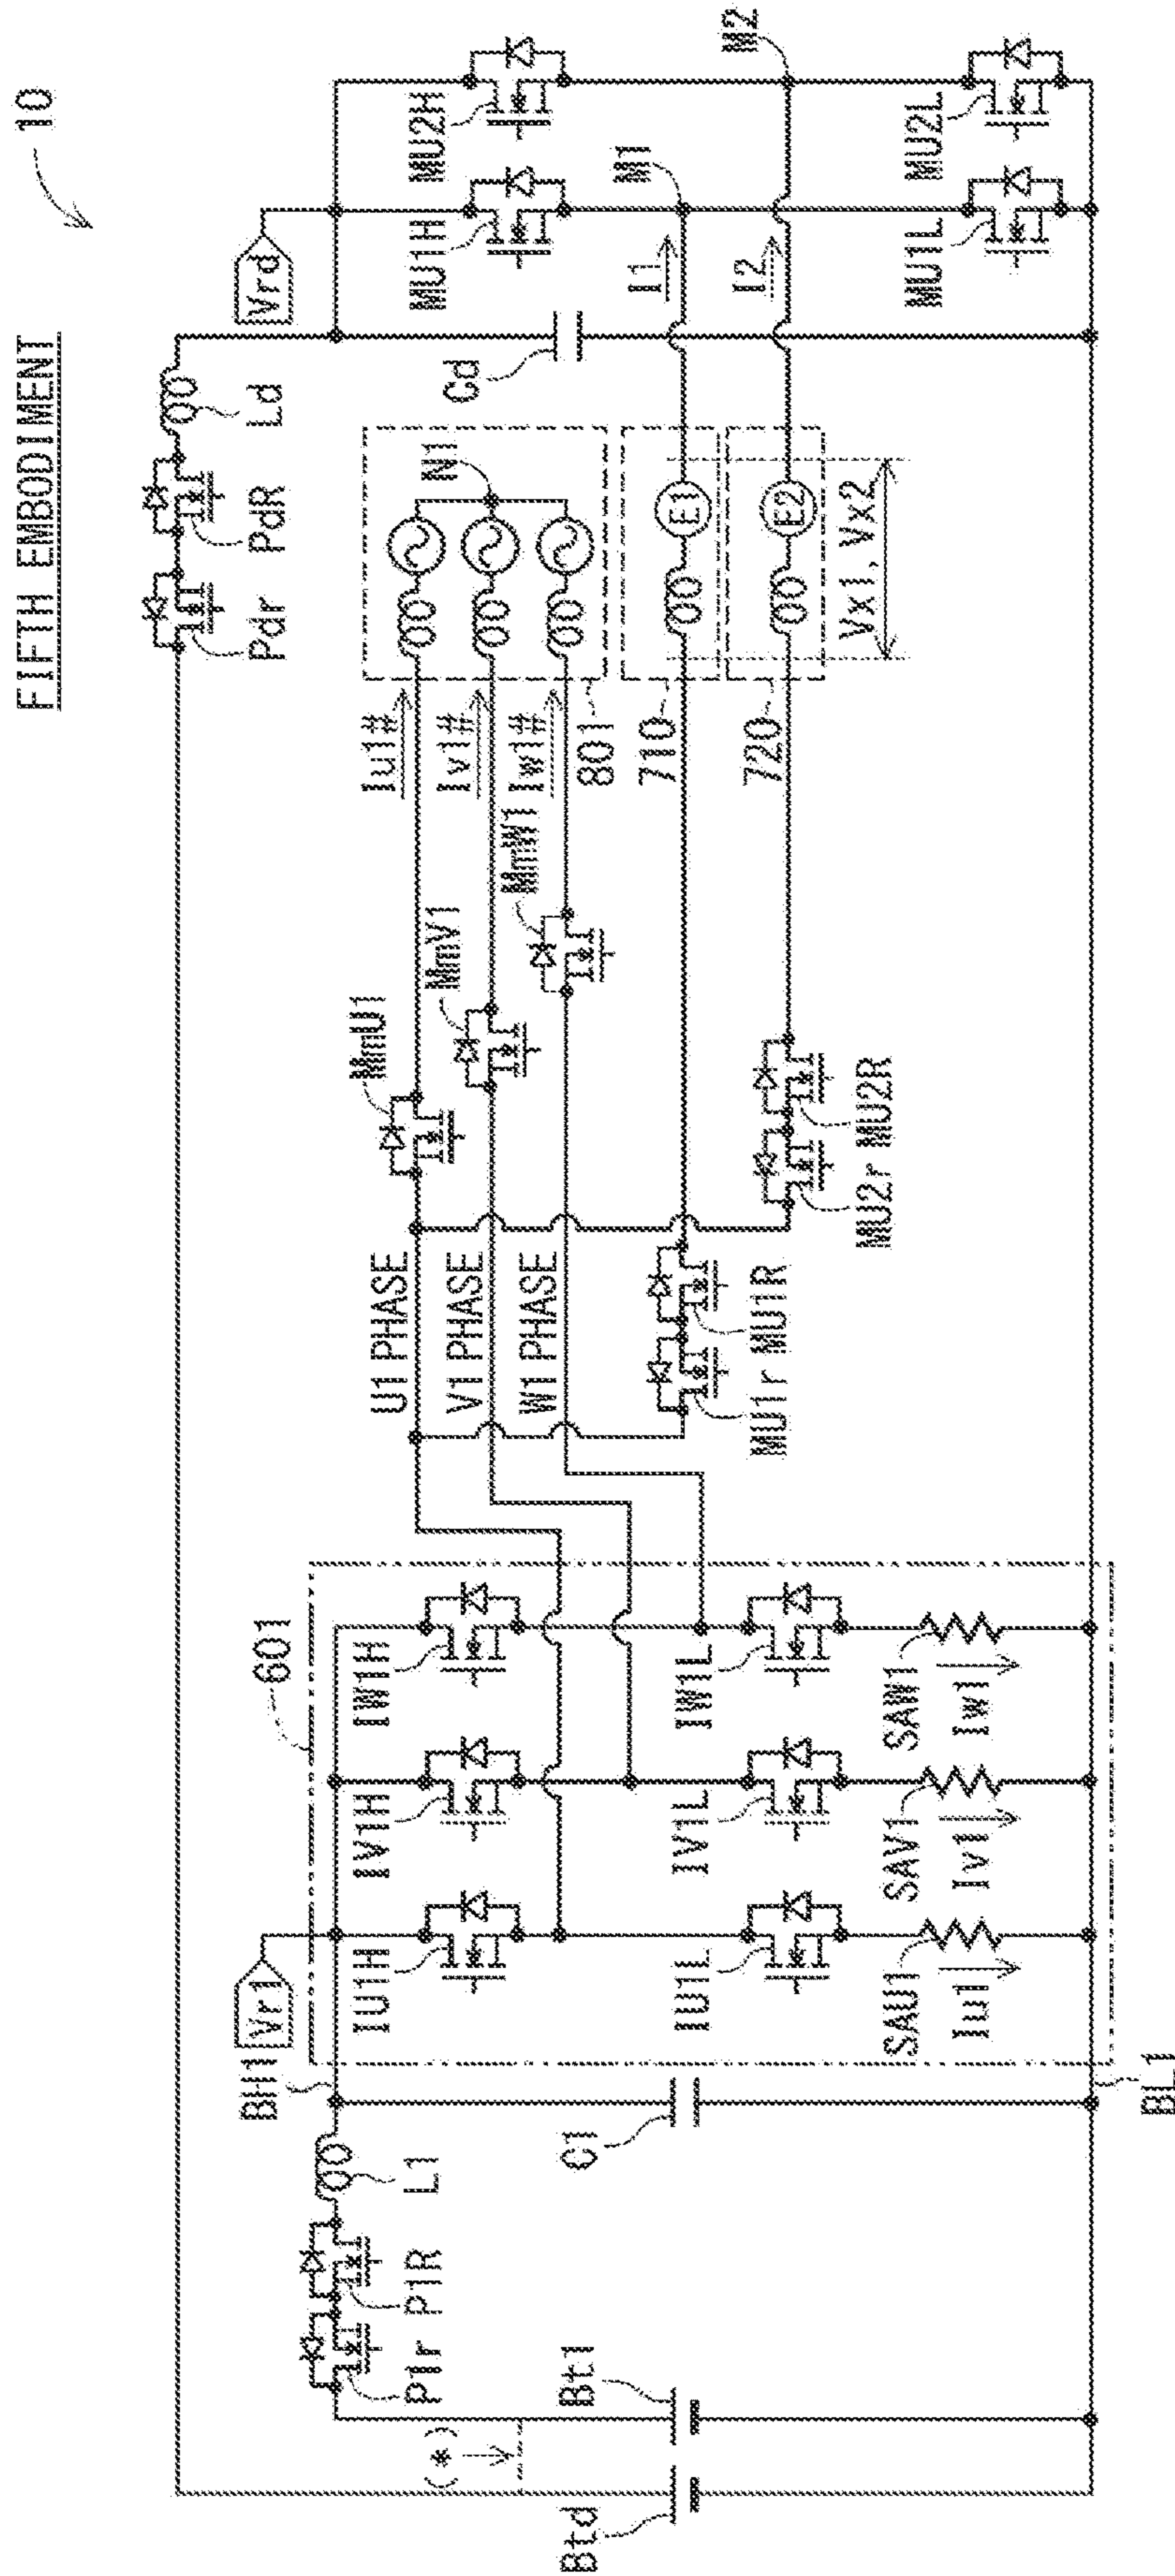 FIFTH EMBODIMENT
10
Pdr
PdR
Ld
Vrd
Vr1
BH1
601
P1r
P1R
L1
(*)
Btd
Bt1
C1
BL1
IU1H
IV1H
IW1H
IU1L
IV1L
IW1L
SAU1
SAV1
SAW1
Iu1
Iv1
Iw1
U1 PHASE
V1 PHASE
W1 PHASE
MmU1
MmV1
MmW1
Iu1#
Iv1#
Iw1#
801
N1
MU1r
MU1R
MU2r
MU2R
710
720
E1
E2
Vx1, Vx2
Cd
I1
I2
M1
M2
MU1H
MU2H
MU1L
MU2L